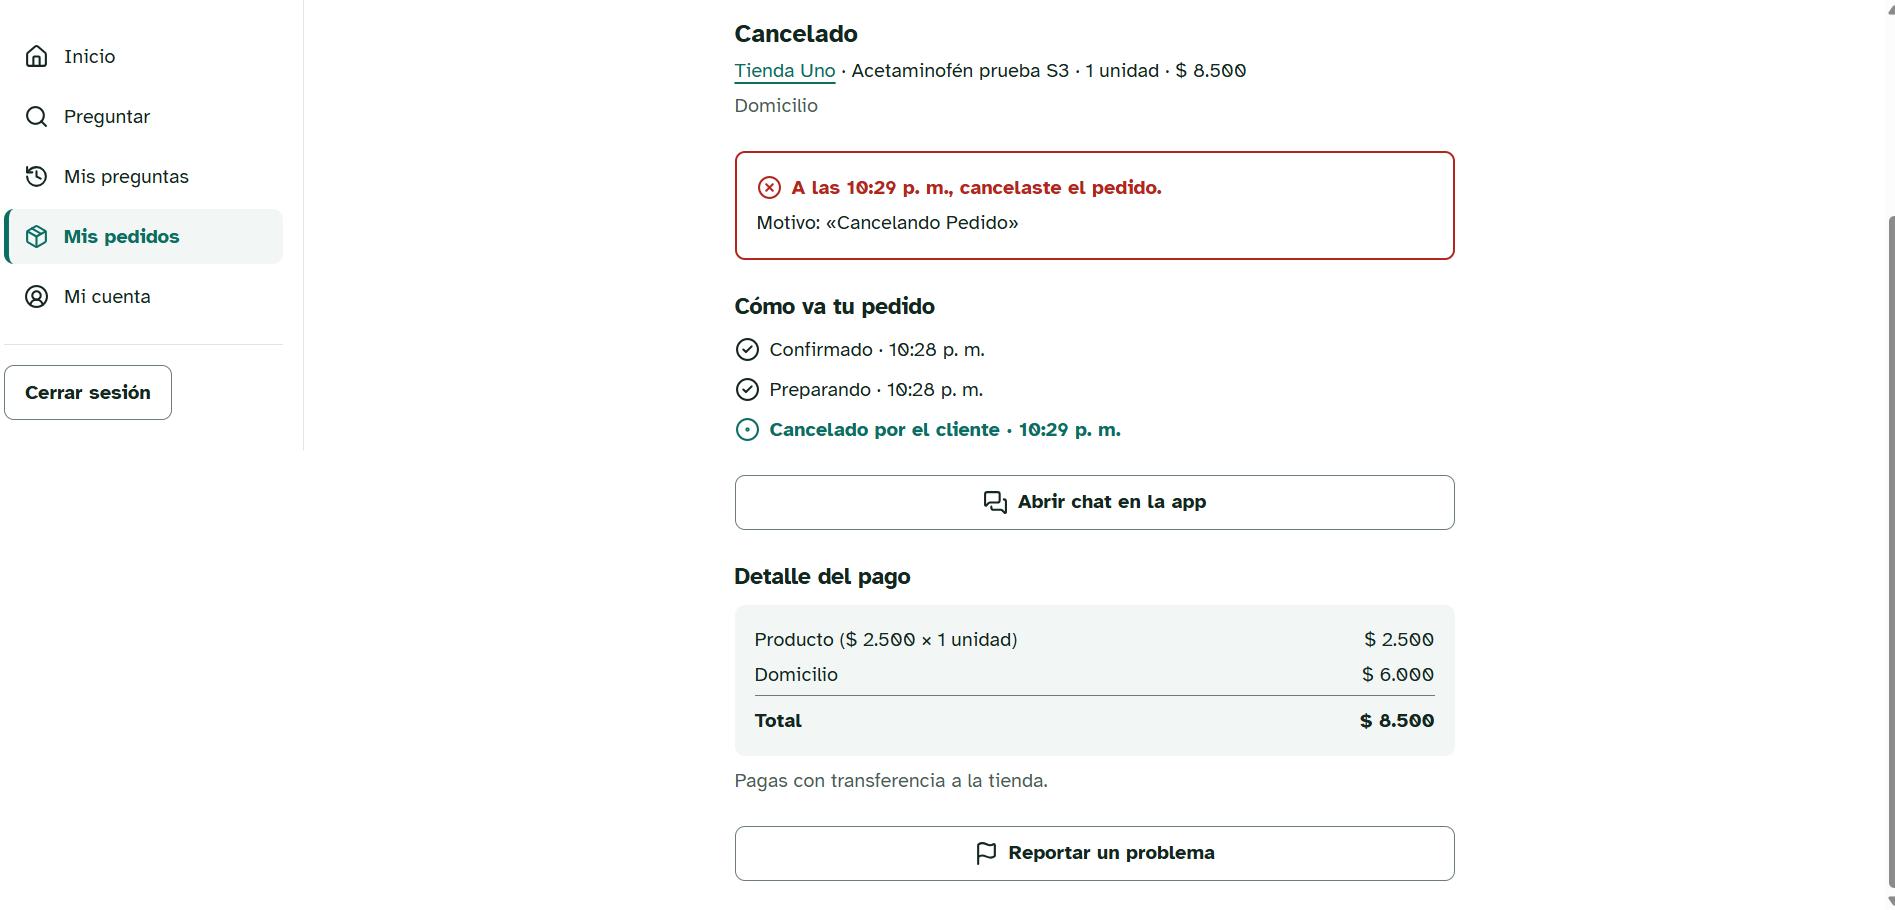 Inicio
Preguntar
Mis preguntas
Mis pedidos
Mi cuenta
Cerrar sesión
Cancelado
Tienda Uno · Acetaminofén prueba S3 · 1 unidad · $ 8.500
Domicilio
A las 10:29 p. m., cancelaste el pedido.
Motivo: «Cancelando Pedido»
Cómo va tu pedido
Confirmado · 10:28 p. m.
Preparando · 10:28 p. m.
Cancelado por el cliente · 10:29 p. m.
Abrir chat en la app
Detalle del pago
Producto ($ 2.500 × 1 unidad) $ 2.500
Domicilio $ 6.000
Total $ 8.500
Pagas con transferencia a la tienda.
Reportar un problema